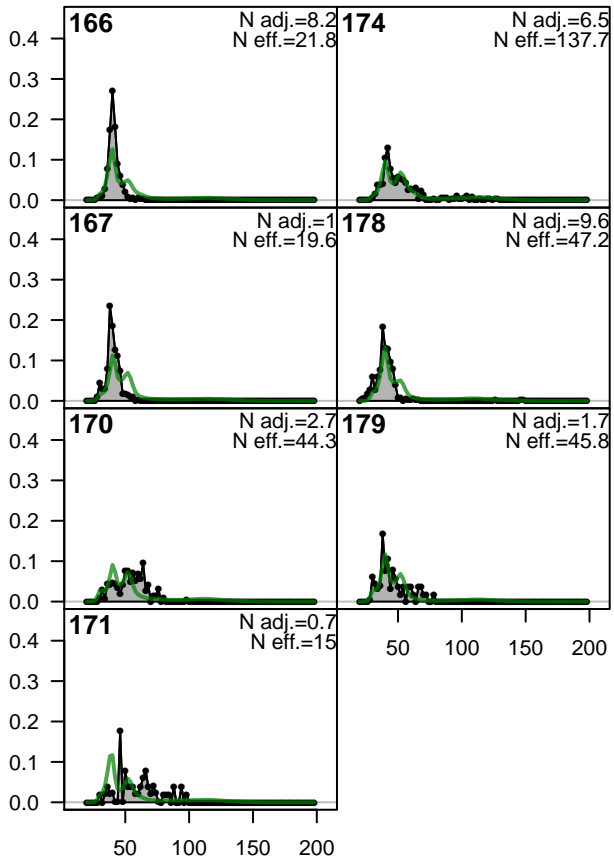 166
N adj.=8.2
N eff.=21.8
174
N adj.=6.5
N eff.=137.7
0.4
0.3
0.2
0.1
0.0
167
N adj.=1
N eff.=19.6
178
N adj.=9.6
N eff.=47.2
0.4
0.3
0.2
0.1
0.0
170
N adj.=2.7
N eff.=44.3
179
N adj.=1.7
N eff.=45.8
0.4
0.3
0.2
0.1
0.0
171
N adj.=0.7
N eff.=15
50 100 150 200
0.4
0.3
0.2
0.1
0.0
50 100 150 200